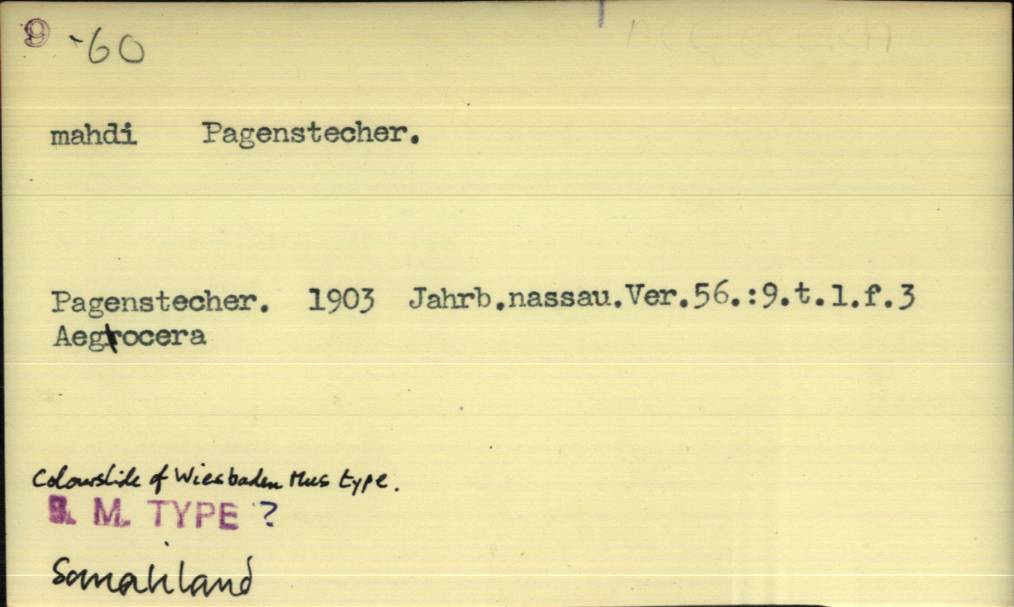 9 -60
mahdi Pagenstecher.
Pagenstecher. 1903 Jahrb.nassau.Ver.56.:9.t.1.f.3
Aegocera
Colourslide of Wiesbaden Mus type.
B. M. TYPE ?
Somaliland